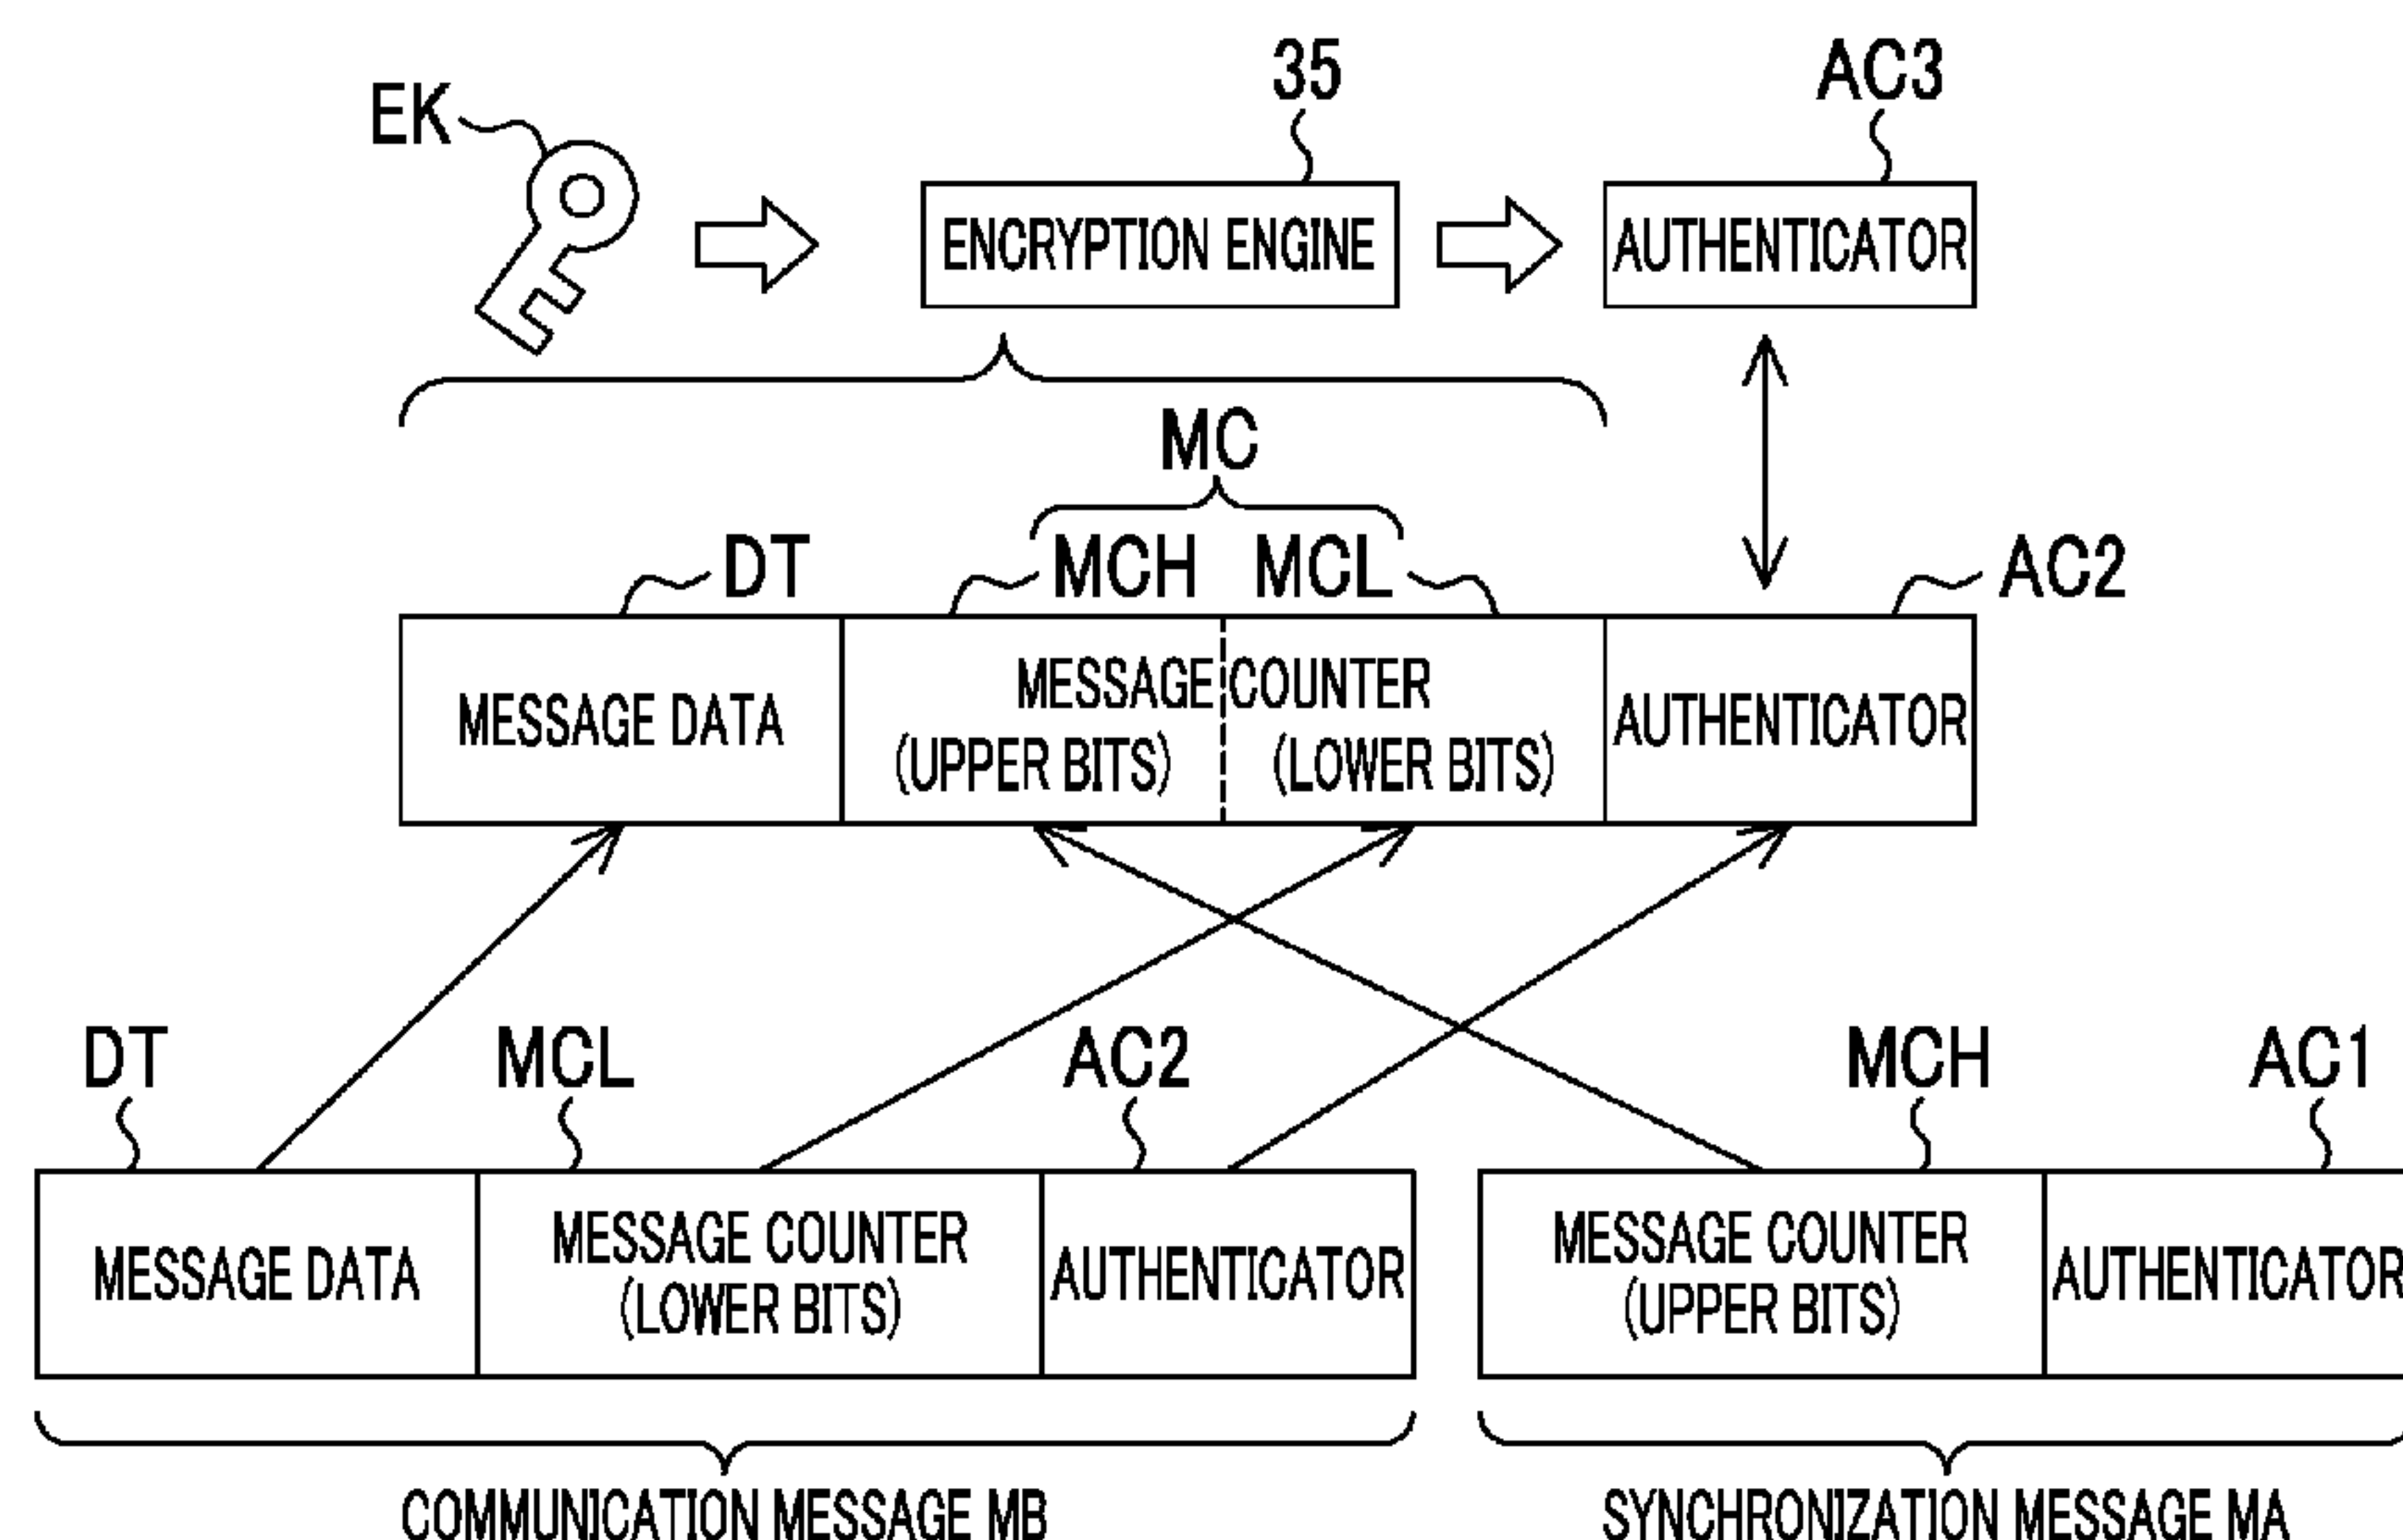 35
AC3
EK
ENCRYPTION ENGINE
AUTHENTICATOR
MC
DT
MCH
MCL
AC2
MESSAGE DATA
MESSAGE COUNTER
(UPPER BITS)
(LOWER BITS)
AUTHENTICATOR
DT
MCL
AC2
MCH
AC1
MESSAGE DATA
MESSAGE COUNTER
(LOWER BITS)
AUTHENTICATOR
MESSAGE COUNTER
(UPPER BITS)
AUTHENTICATOR
COMMUNICATION MESSAGE MB
SYNCHRONIZATION MESSAGE MA